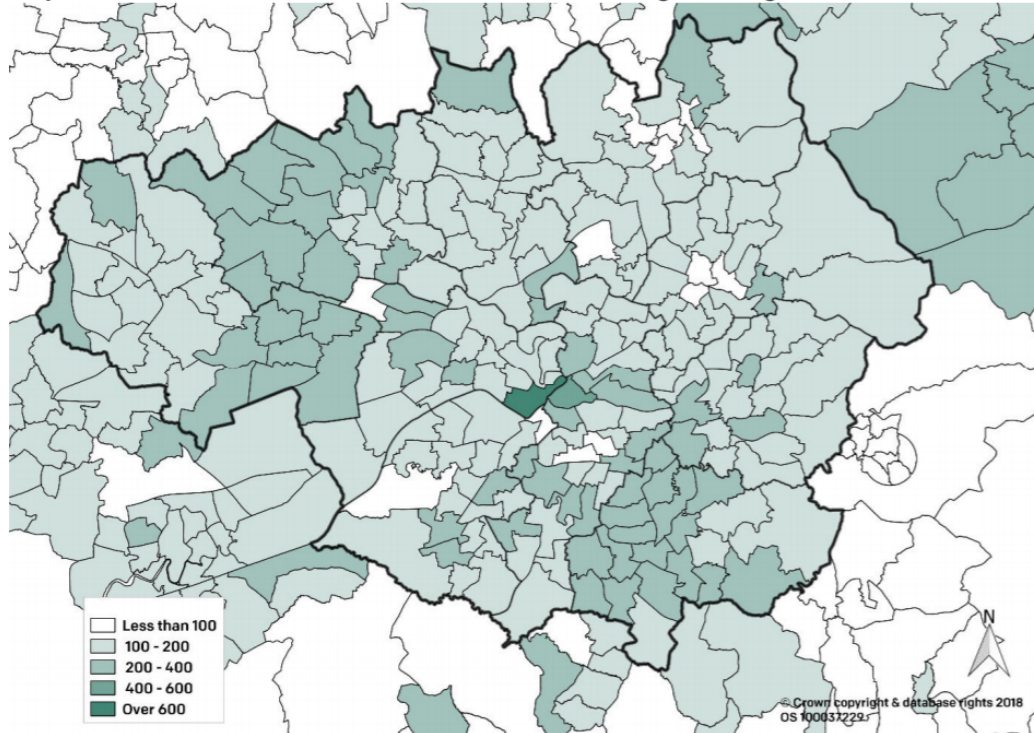 Less than 100
100 - 200
200 - 400
400 - 600
Over 600
N
© Crown copyright & database rights 2018
OS 100037229